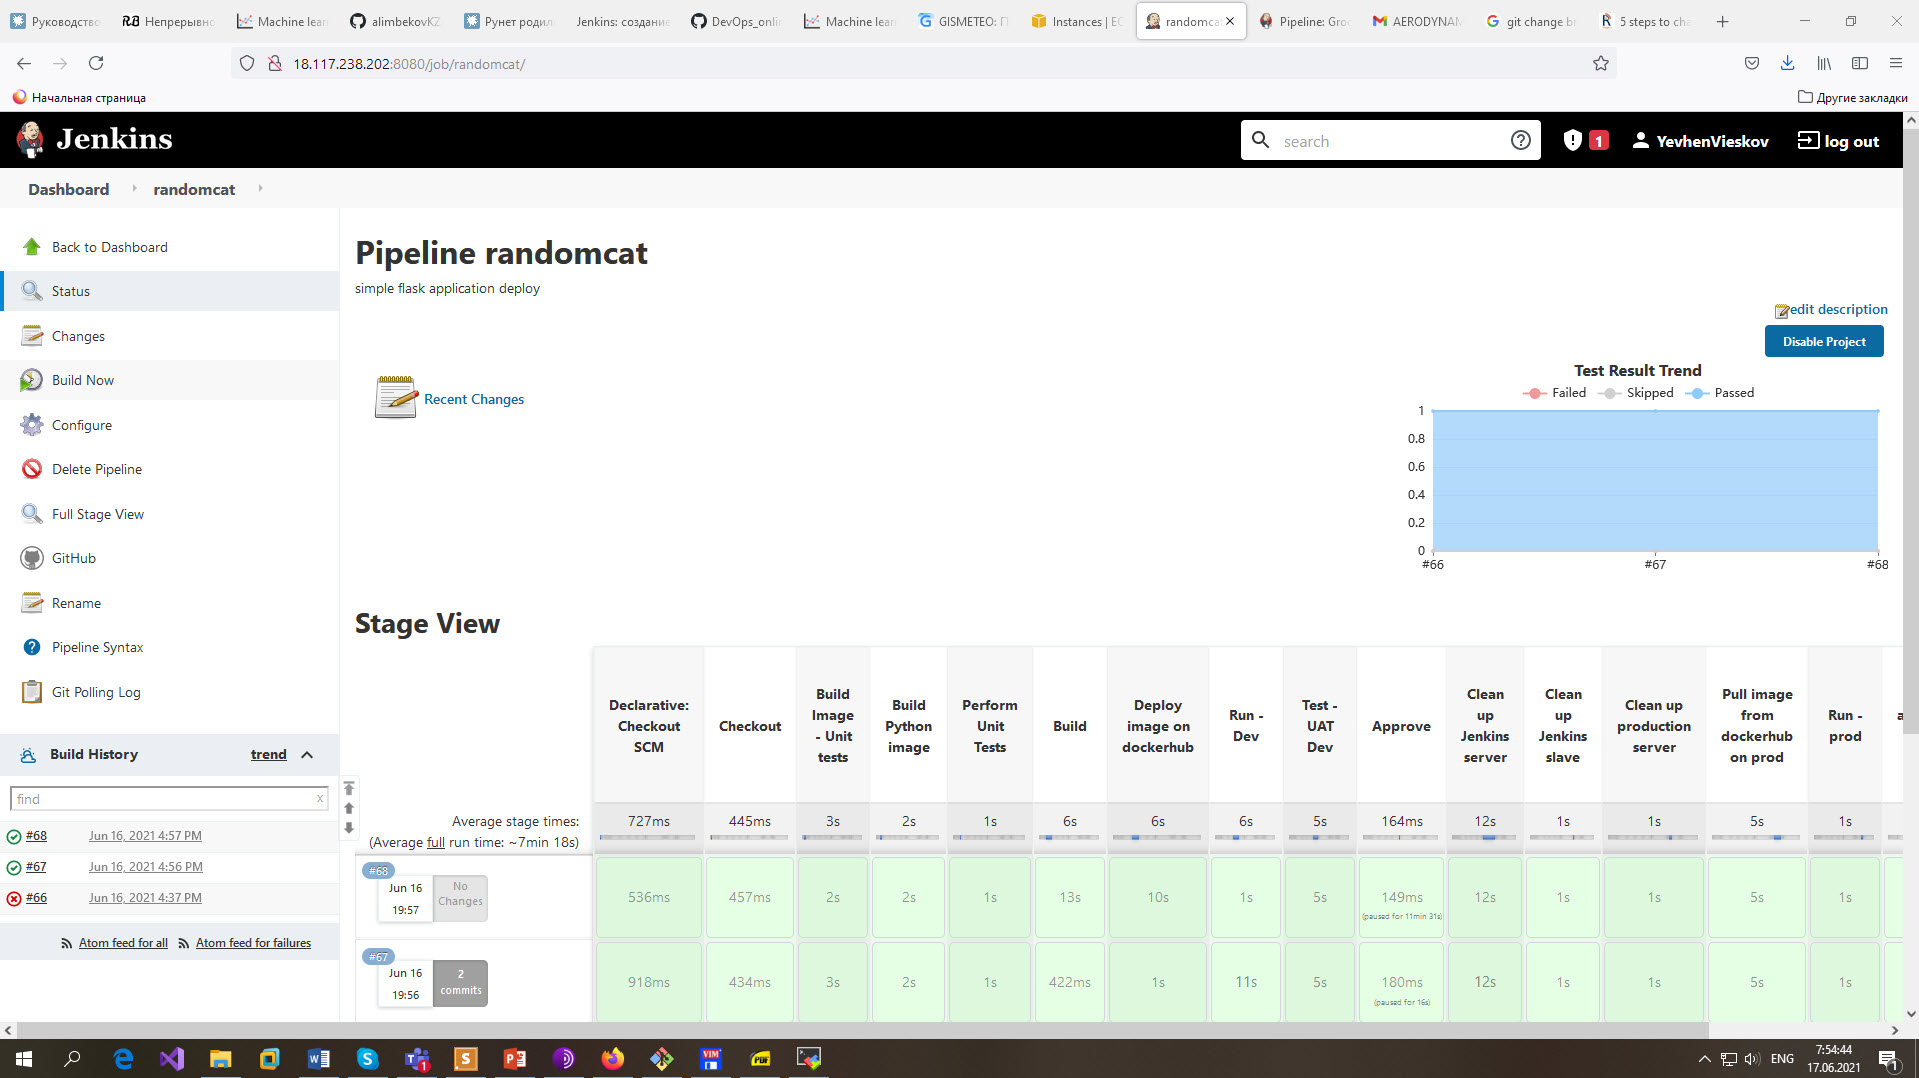 Руководство
R8 Непрерывно
Machine lear
alimbekovKZ
Рунет родил
Jenkins: создание
DevOps_onli
Machine lear
GISMETEO: П
Instances | EC
randomcat
Pipeline: Groo
AERODYNAM
git change br
5 steps to cha
18.117.238.202:8080/job/randomcat/
Начальная страница
Другие закладки
Jenkins
search
1
YevhenVieskov
log out
Dashboard
randomcat
Back to Dashboard
Status
Changes
Build Now
Configure
Delete Pipeline
Full Stage View
GitHub
Rename
Pipeline Syntax
Git Polling Log
Build History
trend
find
x
#68 Jun 16, 2021 4:57 PM
#67 Jun 16, 2021 4:56 PM
#66 Jun 16, 2021 4:37 PM
Atom feed for all
Atom feed for failures
Pipeline randomcat
simple flask application deploy
edit description
Disable Project
Recent Changes
Test Result Trend
Failed Skipped Passed
1
0.8
0.6
0.4
0.2
0
#66 #67 #68
Stage View
Declarative:
Checkout
SCM
Checkout
Build
Image
- Unit
tests
Build
Python
image
Perform
Unit
Tests
Build
Deploy
image on
dockerhub
Run -
Dev
Test -
UAT
Dev
Approve
Clean
up
Jenkins
server
Clean
up
Jenkins
slave
Clean up
production
server
Pull image
from
dockerhub
on prod
Run -
prod
Average stage times:
(Average full run time: ~7min 18s)
727ms 445ms 3s 2s 1s 6s 6s 6s 5s 164ms 12s 1s 1s 5s 1s
#68
Jun 16
19:57
No
Changes
536ms 457ms 2s 2s 1s 13s 10s 1s 5s 149ms 12s 1s 1s 5s 1s
(paused for 11min 31s)
#67
Jun 16
19:56
2
commits
918ms 434ms 3s 2s 1s 422ms 1s 11s 5s 180ms 12s 1s 1s 5s 1s
(paused for 16s)
ENG
7:54:44
17.06.2021
1